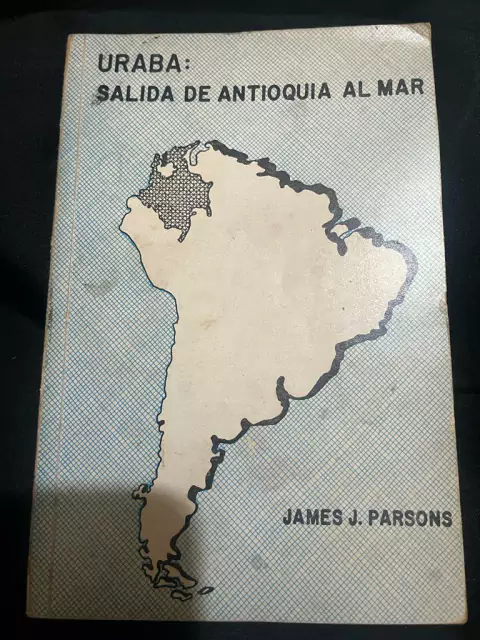 URABA:
SALIDA DE ANTIOQUIA AL MAR
JAMES J. PARSONS